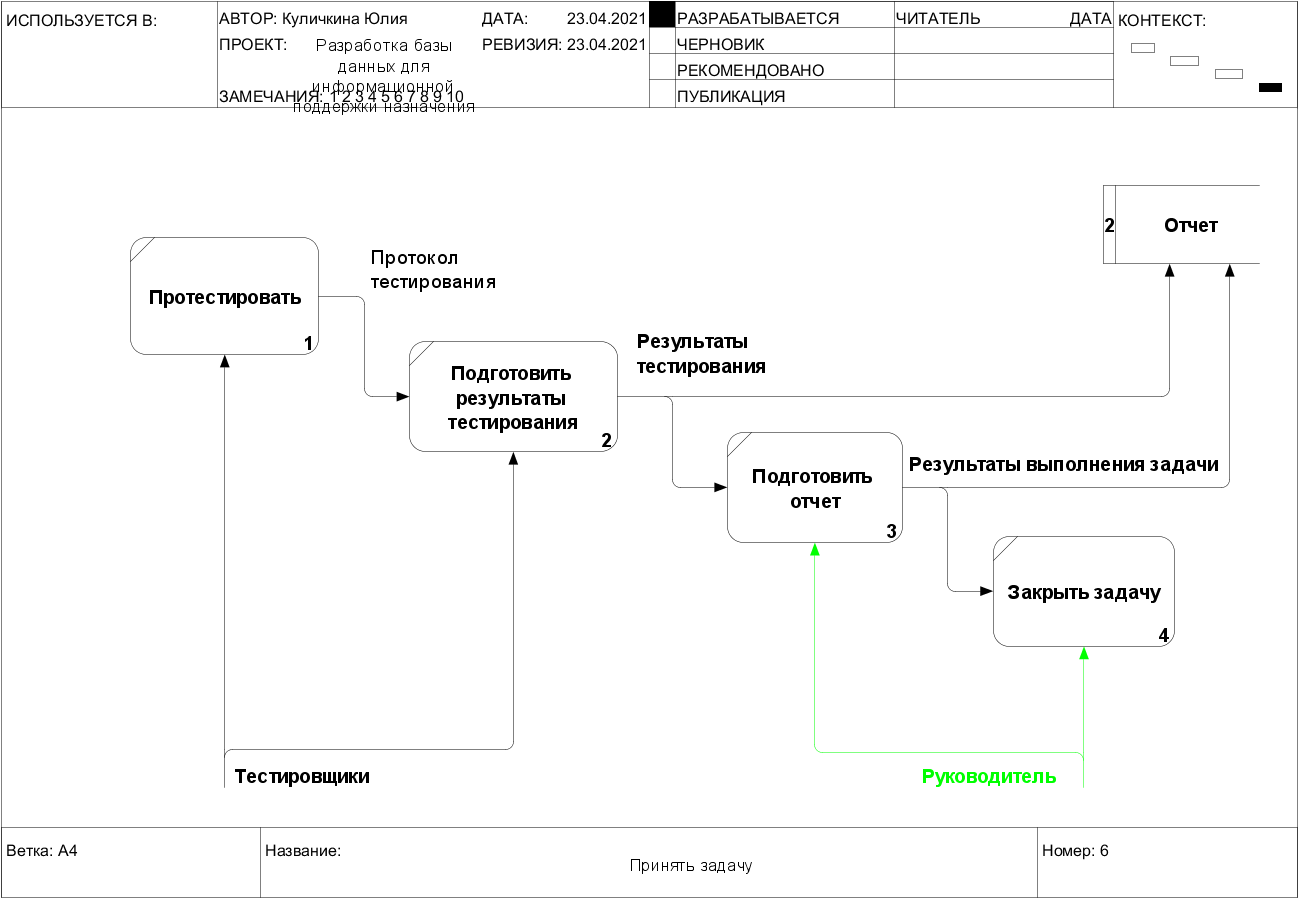 ИСПОЛЬЗУЕТСЯ В:
АВТОР: Куличкина Юлия
ДАТА: 23.04.2021
ПРОЕКТ:
Разработка базы
данных для
информационной
поддержки назначения
РЕВИЗИЯ: 23.04.2021
ЗАМЕЧАНИЯ: 1 2 3 4 5 6 7 8 9 10
РАЗРАБАТЫВАЕТСЯ
ЧЕРНОВИК
РЕКОМЕНДОВАНО
ПУБЛИКАЦИЯ
ЧИТАТЕЛЬ ДАТА
КОНТЕКСТ:
2 Отчет
Протестировать
1
Протокол
тестирования
Подготовить
результаты
тестирования
2
Результаты
тестирования
Подготовить
отчет
3
Результаты выполнения задачи
Закрыть задачу
4
Тестировщики
Руководитель
Ветка: A4
Название:
Принять задачу
Номер: 6